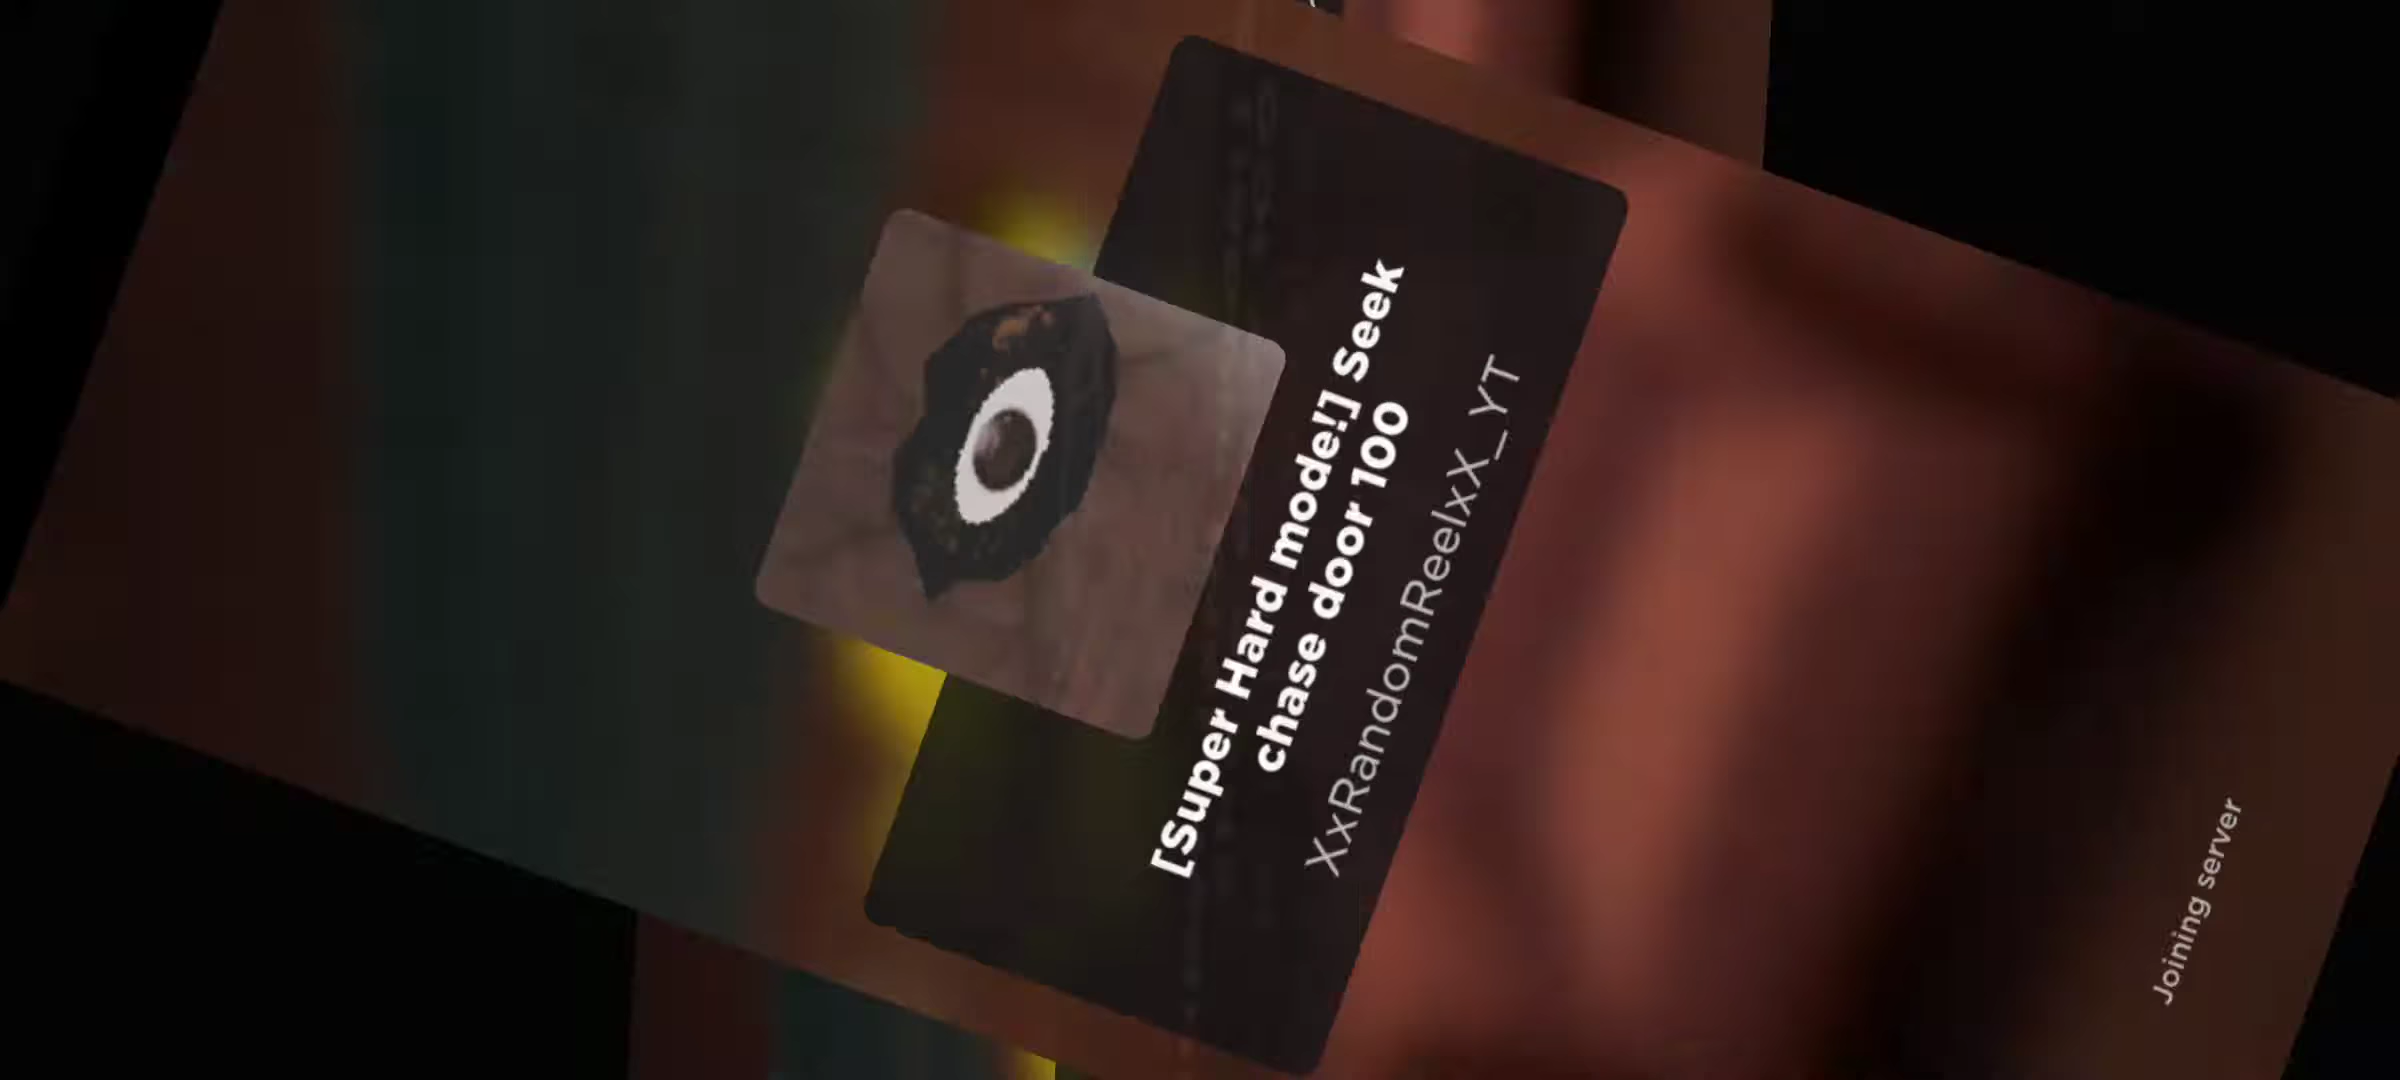 [Super Hard mode!] Seek
chase door 100
XxRandomReelxX_YT
Joining server